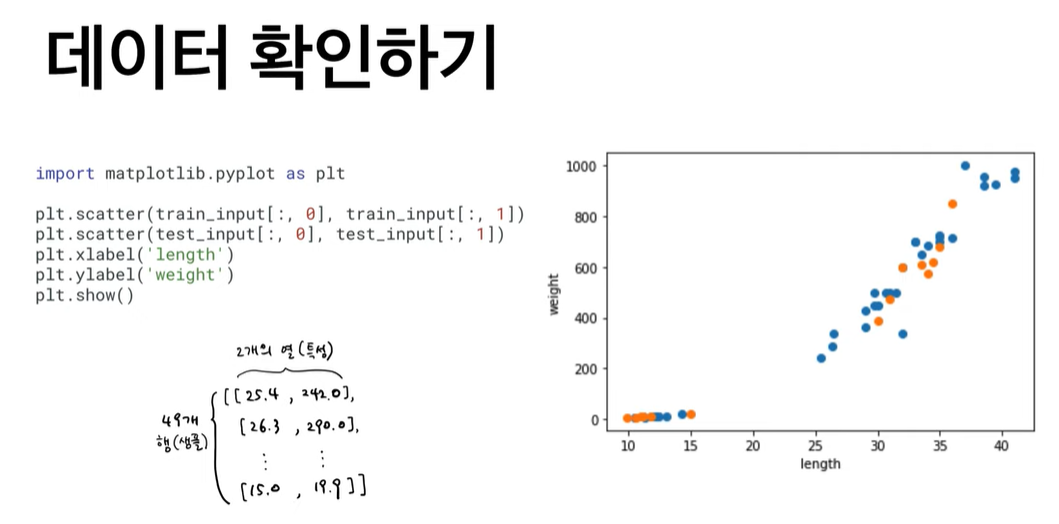 데이터 확인하기
import matplotlib.pyplot as plt
plt.scatter(train_input[:, 0], train_input[:, 1])
plt.scatter(test_input[:, 0], test_input[:, 1])
plt.xlabel('length')
plt.ylabel('weight')
plt.show()
2개의 열(특성)
49개
행(샘플)
[[25.4 , 242.0],
[26.3 , 290.0],
⋮ ⋮
[15.0 , 19.9]]
1000
800
600
400
200
0
weight
10 15 20 25 30 35 40
length